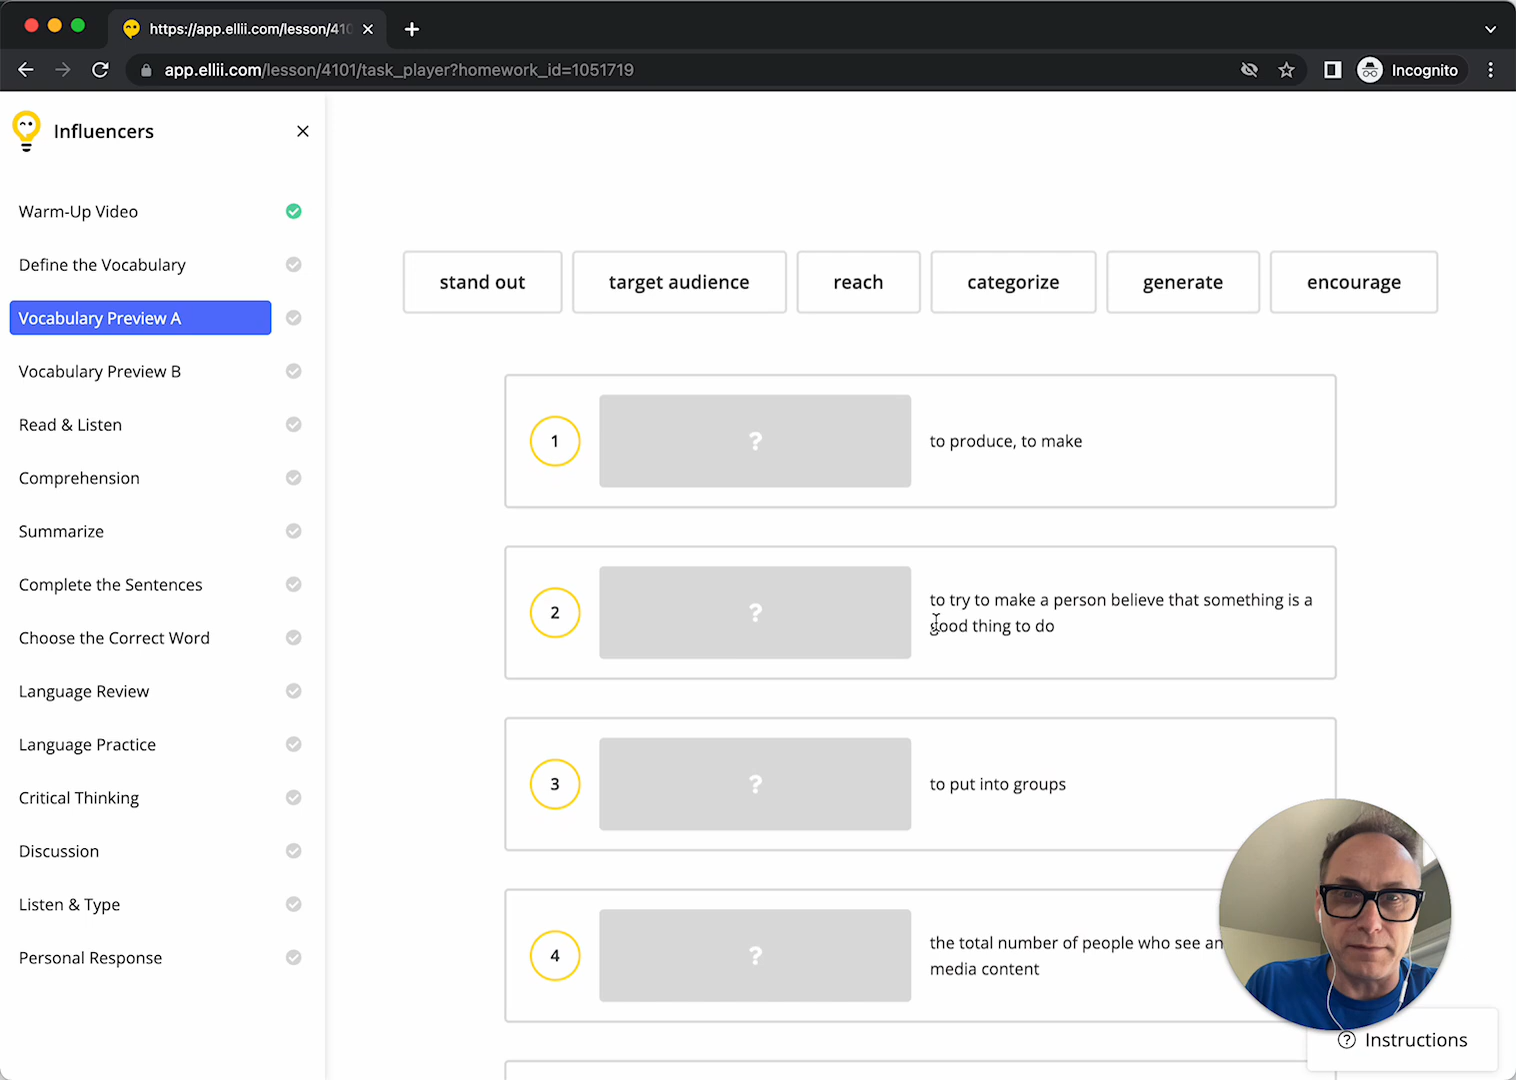 https://app.ellii.com/lesson/410
app.ellii.com/lesson/4101/task_player?homework_id=1051719
Incognito
Influencers
Warm-Up Video
Define the Vocabulary
Vocabulary Preview A
Vocabulary Preview B
Read & Listen
Comprehension
Summarize
Complete the Sentences
Choose the Correct Word
Language Review
Language Practice
Critical Thinking
Discussion
Listen & Type
Personal Response
stand out
target audience
reach
categorize
generate
encourage
1
?
to produce, to make
2
?
to try to make a person believe that something is a
good thing to do
3
?
to put into groups
4
?
the total number of people who see an
media content
? Instructions